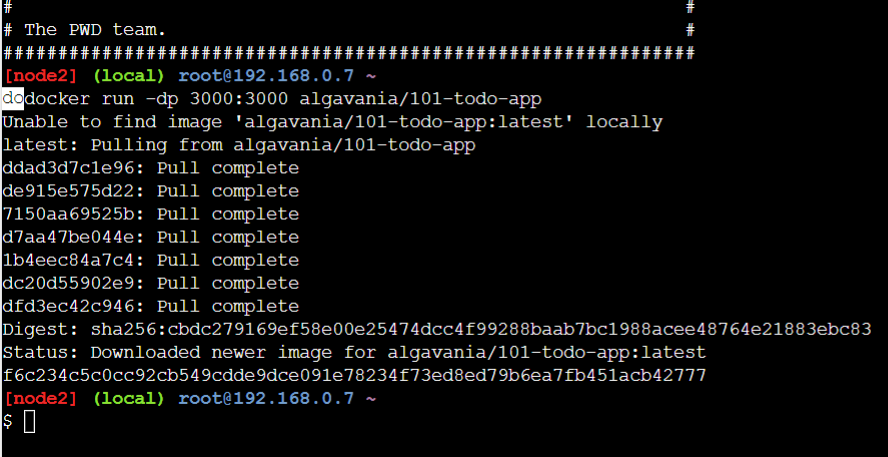 #                                                              #
# The PWD team.                                                #
###############################################################
[node2] (local) root@192.168.0.7 ~
dodocker run -dp 3000:3000 algavania/101-todo-app
Unable to find image 'algavania/101-todo-app:latest' locally
latest: Pulling from algavania/101-todo-app
ddad3d7c1e96: Pull complete
de915e575d22: Pull complete
7150aa69525b: Pull complete
d7aa47be044e: Pull complete
1b4eec84a7c4: Pull complete
dc20d55902e9: Pull complete
dfd3ec42c946: Pull complete
Digest: sha256:cbdc279169ef58e00e25474dcc4f99288baab7bc1988acee48764e21883ebc83
Status: Downloaded newer image for algavania/101-todo-app:latest
f6c234c5c0cc92cb549cdde9dce091e78234f73ed8ed79b6ea7fb451acb42777
[node2] (local) root@192.168.0.7 ~
$